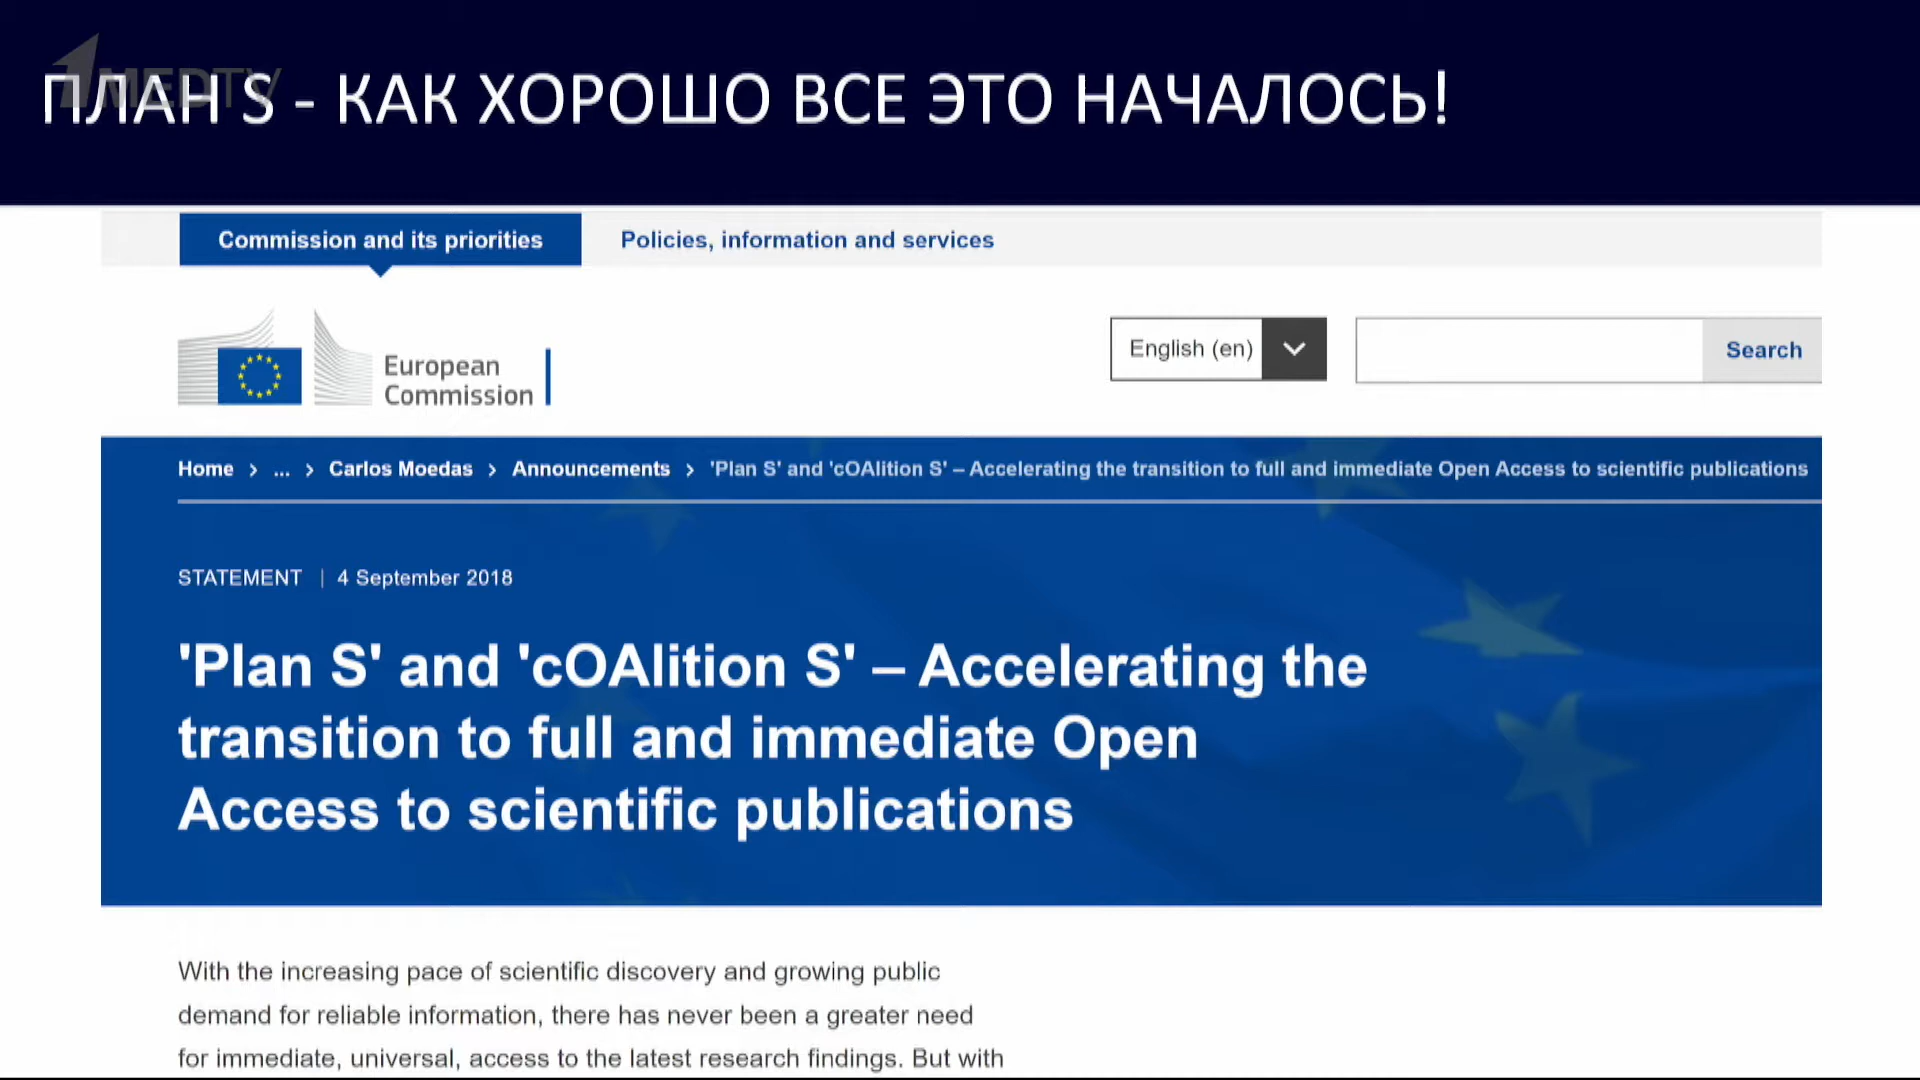 1MEDTV
ПЛАН S - КАК ХОРОШО ВСЕ ЭТО НАЧАЛОСЬ!
Commission and its priorities
Policies, information and services
European
Commission
English (en)
Search
Home > ... > Carlos Moedas > Announcements > 'Plan S' and 'cOAlition S' – Accelerating the transition to full and immediate Open Access to scientific publications
STATEMENT | 4 September 2018
'Plan S' and 'cOAlition S' – Accelerating the
transition to full and immediate Open
Access to scientific publications
With the increasing pace of scientific discovery and growing public
demand for reliable information, there has never been a greater need
for immediate, universal, access to the latest research findings. But with